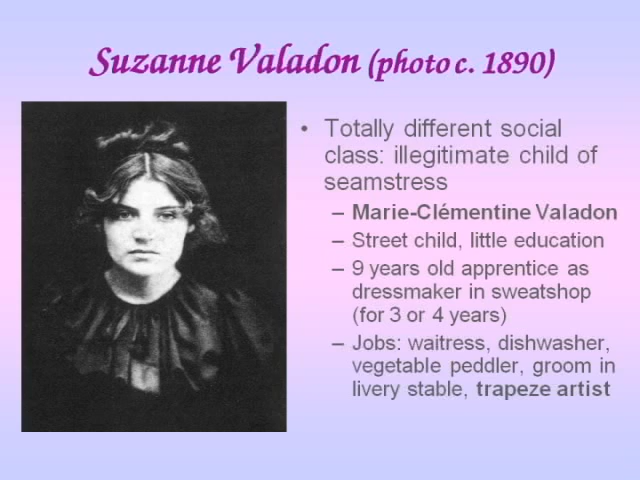 Suzanne Valadon (photo c. 1890)
• Totally different social
class: illegitimate child of
seamstress
– Marie-Clémentine Valadon
– Street child, little education
– 9 years old apprentice as
dressmaker in sweatshop
(for 3 or 4 years)
– Jobs: waitress, dishwasher,
vegetable peddler, groom in
livery stable, trapeze artist